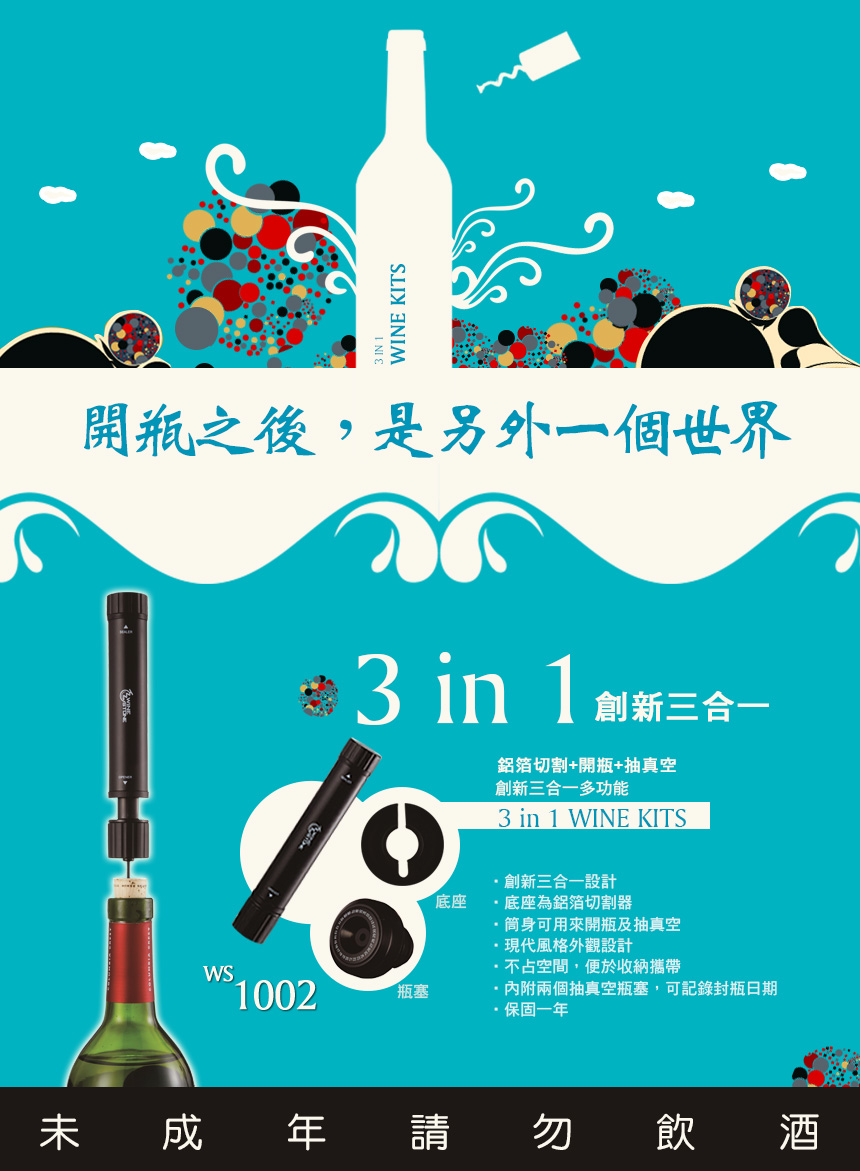 3 IN 1
WINE KITS
開瓶之後，是另外一個世界
3 in 1 創新三合一
鋁箔切割+開瓶+抽真空
創新三合一多功能
3 in 1 WINE KITS
底座
瓶塞
WS
1002
・創新三合一設計
・底座為鋁箔切割器
・筒身可用來開瓶及抽真空
・現代風格外觀設計
・不占空間，便於收納攜帶
・內附兩個抽真空瓶塞，可記錄封瓶日期
・保固一年
未成年請勿飲酒